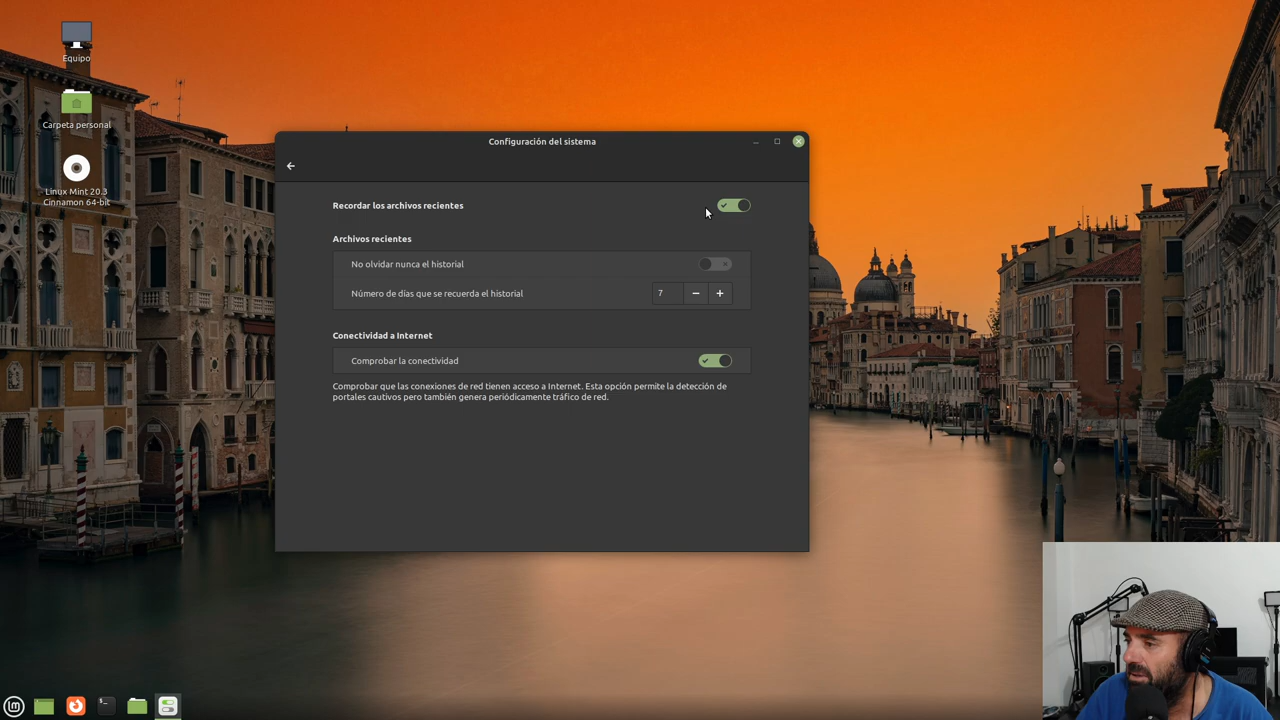 Equipo
Carpeta personal
Linux Mint 20.3
Cinnamon 64-bit
Configuración del sistema
Recordar los archivos recientes
Archivos recientes
No olvidar nunca el historial
Número de días que se recuerda el historial
7
Conectividad a Internet
Comprobar la conectividad
Comprobar que las conexiones de red tienen acceso a Internet. Esta opción permite la detección de
portales cautivos pero también genera periódicamente tráfico de red.